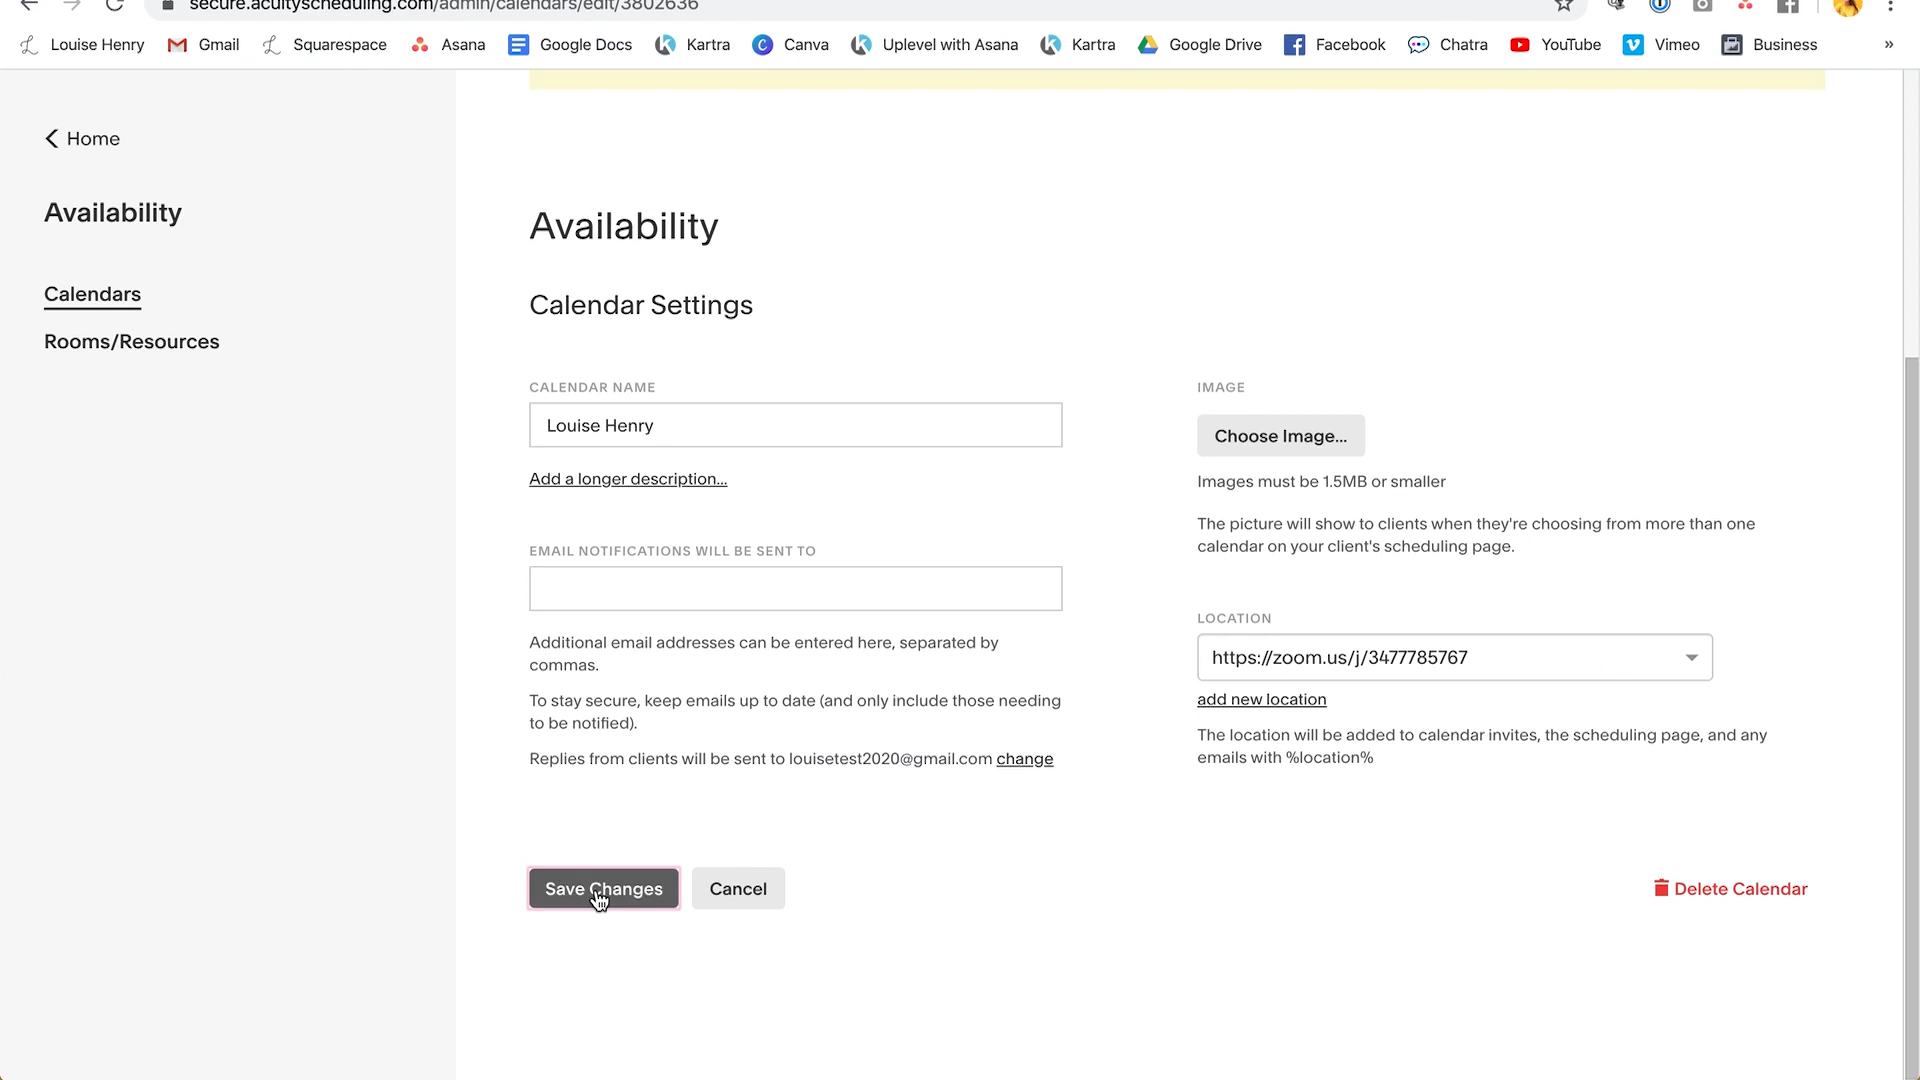 secure.acuityscheduling.com/admin/calendars/edit/3802636
Louise Henry Gmail Squarespace Asana Google Docs Kartra Canva Uplevel with Asana Kartra Google Drive Facebook Chatra YouTube Vimeo Business »
Home
Availability
Calendars
Rooms/Resources
Availability
Calendar Settings
CALENDAR NAME
Louise Henry
Add a longer description...
EMAIL NOTIFICATIONS WILL BE SENT TO
Additional email addresses can be entered here, separated by
commas.
To stay secure, keep emails up to date (and only include those needing
to be notified).
Replies from clients will be sent to louisetest2020@gmail.com change
IMAGE
Choose Image...
Images must be 1.5MB or smaller
The picture will show to clients when they're choosing from more than one
calendar on your client's scheduling page.
LOCATION
https://zoom.us/j/3477785767
add new location
The location will be added to calendar invites, the scheduling page, and any
emails with %location%
Save Changes
Cancel
Delete Calendar